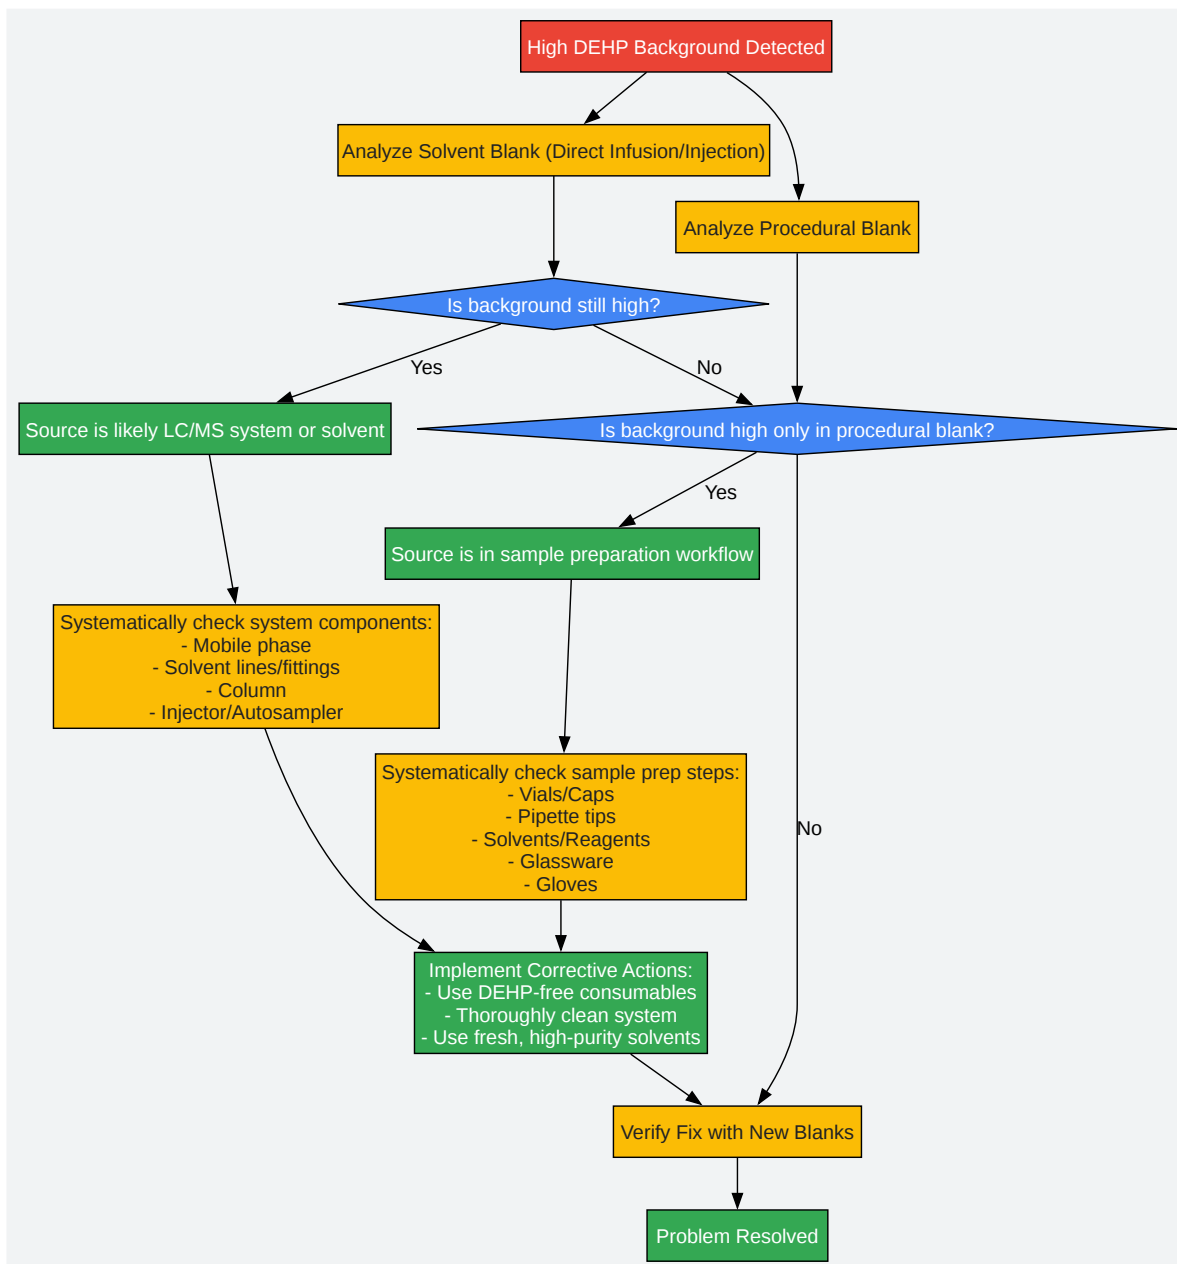 High DEHP Background Detected
Analyze Solvent Blank (Direct Infusion/Injection)
Analyze Procedural Blank
Is background still high?
Yes
No
Source is likely LC/MS system or solvent
Is background high only in procedural blank?
Yes
Source is in sample preparation workflow
Systematically check system components:
- Mobile phase
- Solvent lines/fittings
- Column
- Injector/Autosampler
Systematically check sample prep steps:
- Vials/Caps
- Pipette tips
- Solvents/Reagents
- Glassware
- Gloves
No
Implement Corrective Actions:
- Use DEHP-free consumables
- Thoroughly clean system
- Use fresh, high-purity solvents
Verify Fix with New Blanks
Problem Resolved